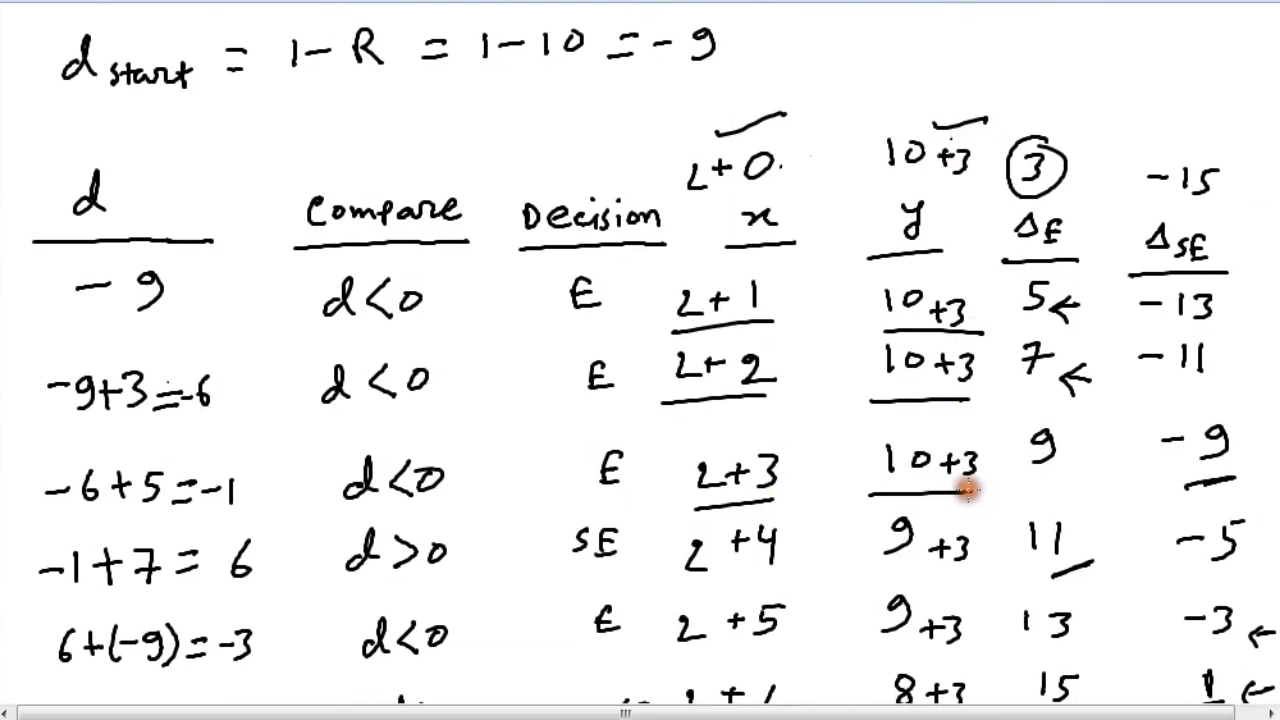 d start = 1 - R = 1 - 10 = -9
2+0. 10+3 3 -15
d Compare Decision x y ΔE ΔSE
-9 d<0 E 2+1 10+3 5← -13
-9+3=-6 d<0 E 2+2 10+3 7← -11
-6+5=-1 d<0 E 2+3 10+3 9 -9
-1+7=6 d>0 SE 2+4 9+3 11 -5
6+(-9)=-3 d<0 E 2+5 9+3 13 -3←
8+3 15 1←